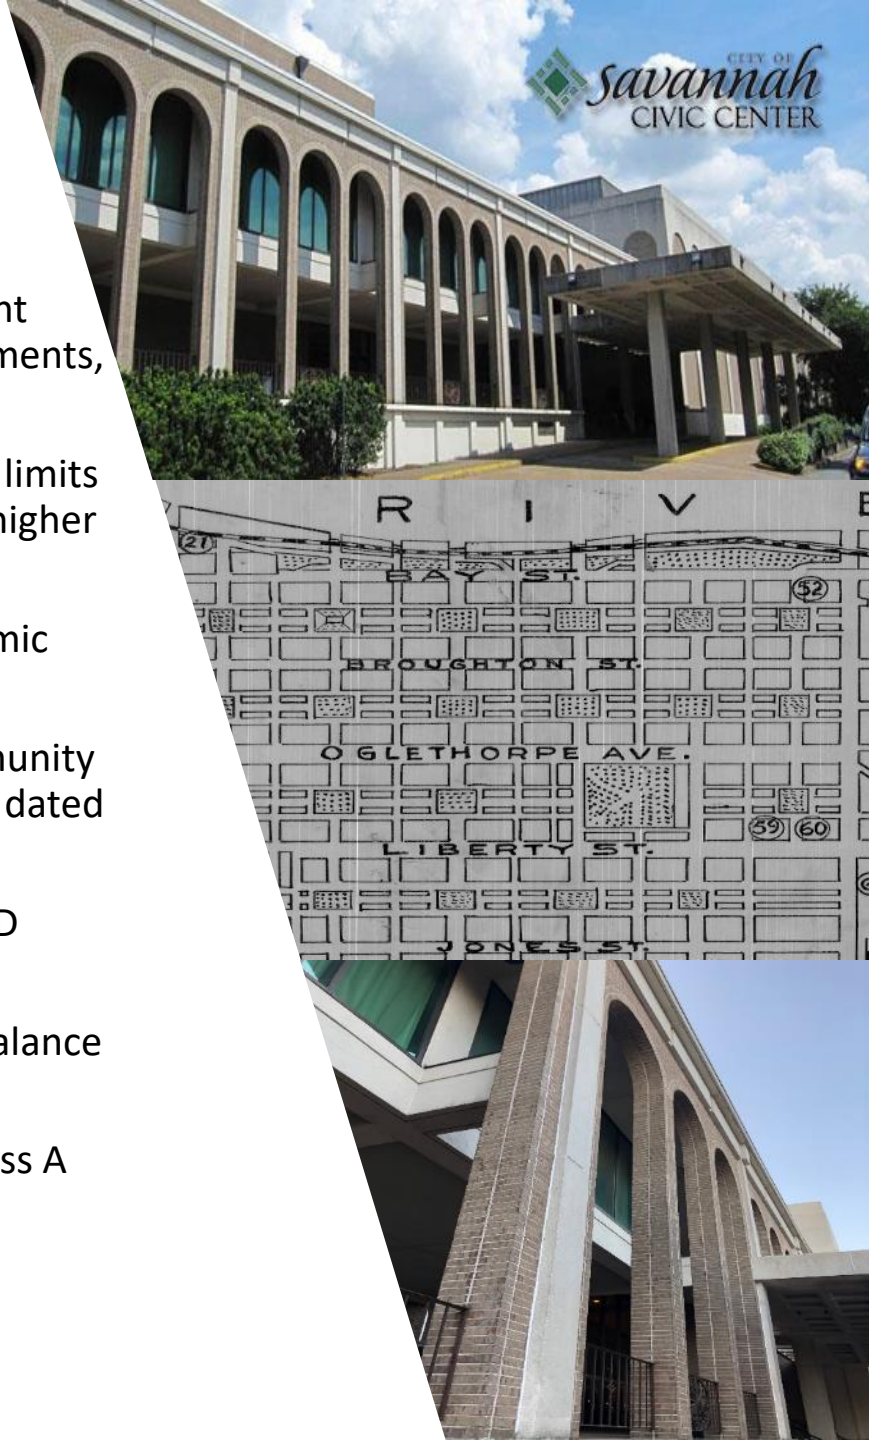 CITY OF
Savannah
CIVIC CENTER
nt
ments,
limits
higher
mic
munity
dated
D
alance
ss A
R I V E
21
BAY ST.
52
BROUGHTON ST.
OGLETHORPE AVE.
59 60
LIBERTY ST.
JONES ST.